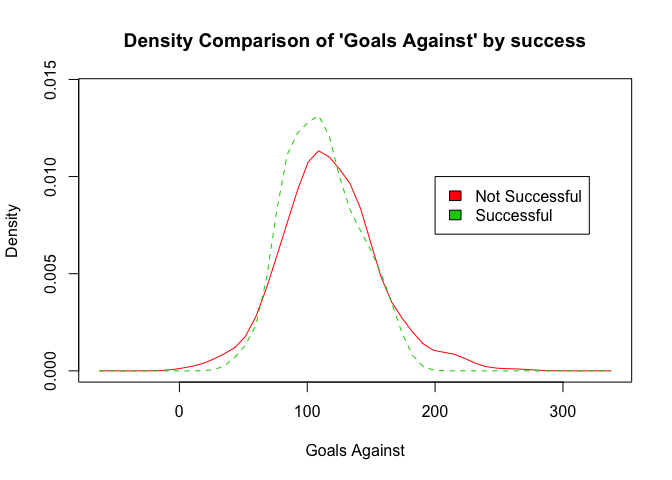 Density Comparison of 'Goals Against' by success
0.015
0.010
0.005
0.000
Density
Not Successful
Successful
0 100 200 300
Goals Against